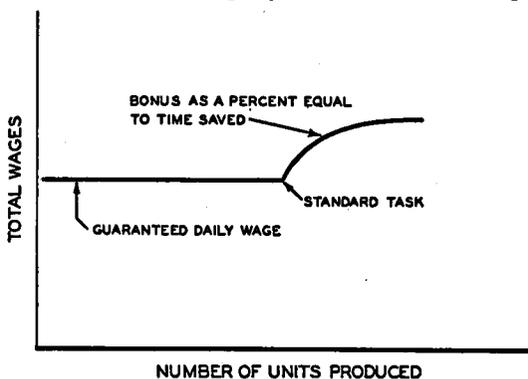 BONUS AS A PERCENT EQUAL
TO TIME SAVED
STANDARD TASK
GUARANTEED DAILY WAGE
TOTAL WAGES
NUMBER OF UNITS PRODUCED